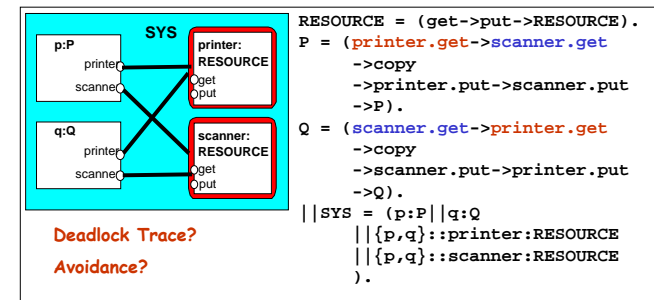 SYS
p:P
printer
scanner
q:Q
printer
scanner
printer:
RESOURCE
get
put
scanner:
RESOURCE
get
put
Deadlock Trace?
Avoidance?
RESOURCE = (get->put->RESOURCE).
P = (printer.get->scanner.get
->copy
->printer.put->scanner.put
->P).
Q = (scanner.get->printer.get
->copy
->scanner.put->printer.put
->Q).
||SYS = (p:P||q:Q
||{p,q}::printer:RESOURCE
||{p,q}::scanner:RESOURCE
).